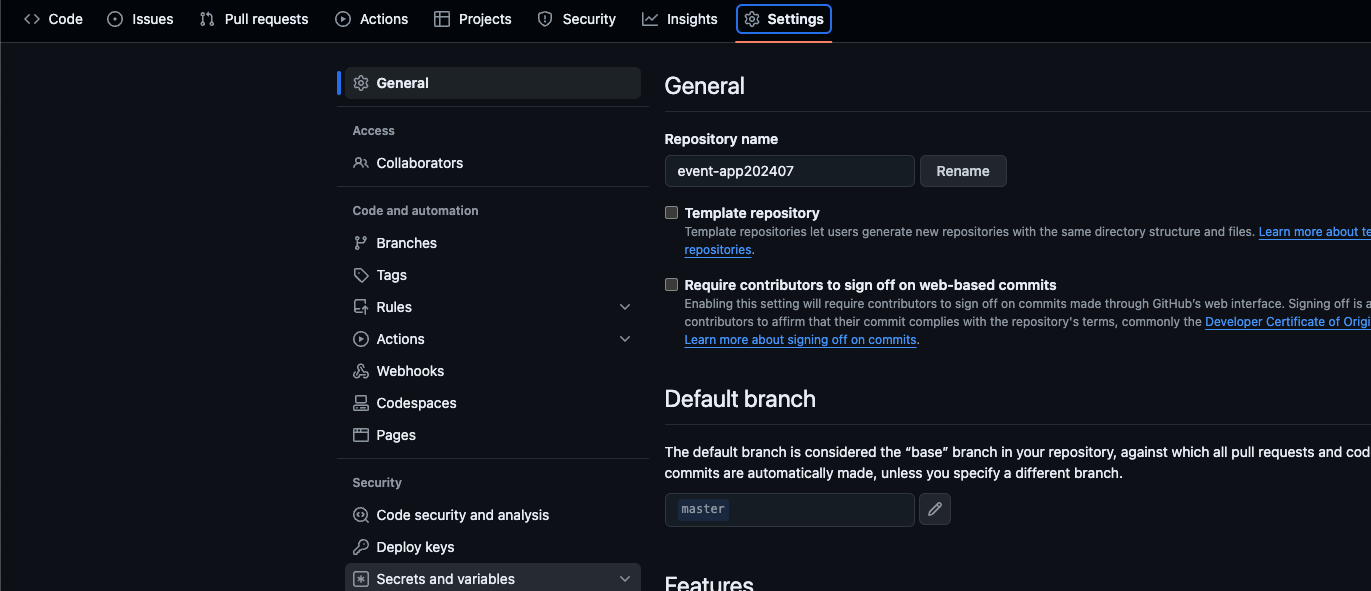 Code Issues Pull requests Actions Projects Security Insights Settings
General
Access
Collaborators
Code and automation
Branches
Tags
Rules
Actions
Webhooks
Codespaces
Pages
Security
Code security and analysis
Deploy keys
Secrets and variables
General
Repository name
event-app202407 Rename
Template repository
Template repositories let users generate new repositories with the same directory structure and files. Learn more about te
repositories.
Require contributors to sign off on web-based commits
Enabling this setting will require contributors to sign off on commits made through GitHub’s web interface. Signing off is a
contributors to affirm that their commit complies with the repository's terms, commonly the Developer Certificate of Origi
Learn more about signing off on commits.
Default branch
The default branch is considered the “base” branch in your repository, against which all pull requests and cod
commits are automatically made, unless you specify a different branch.
master
Features